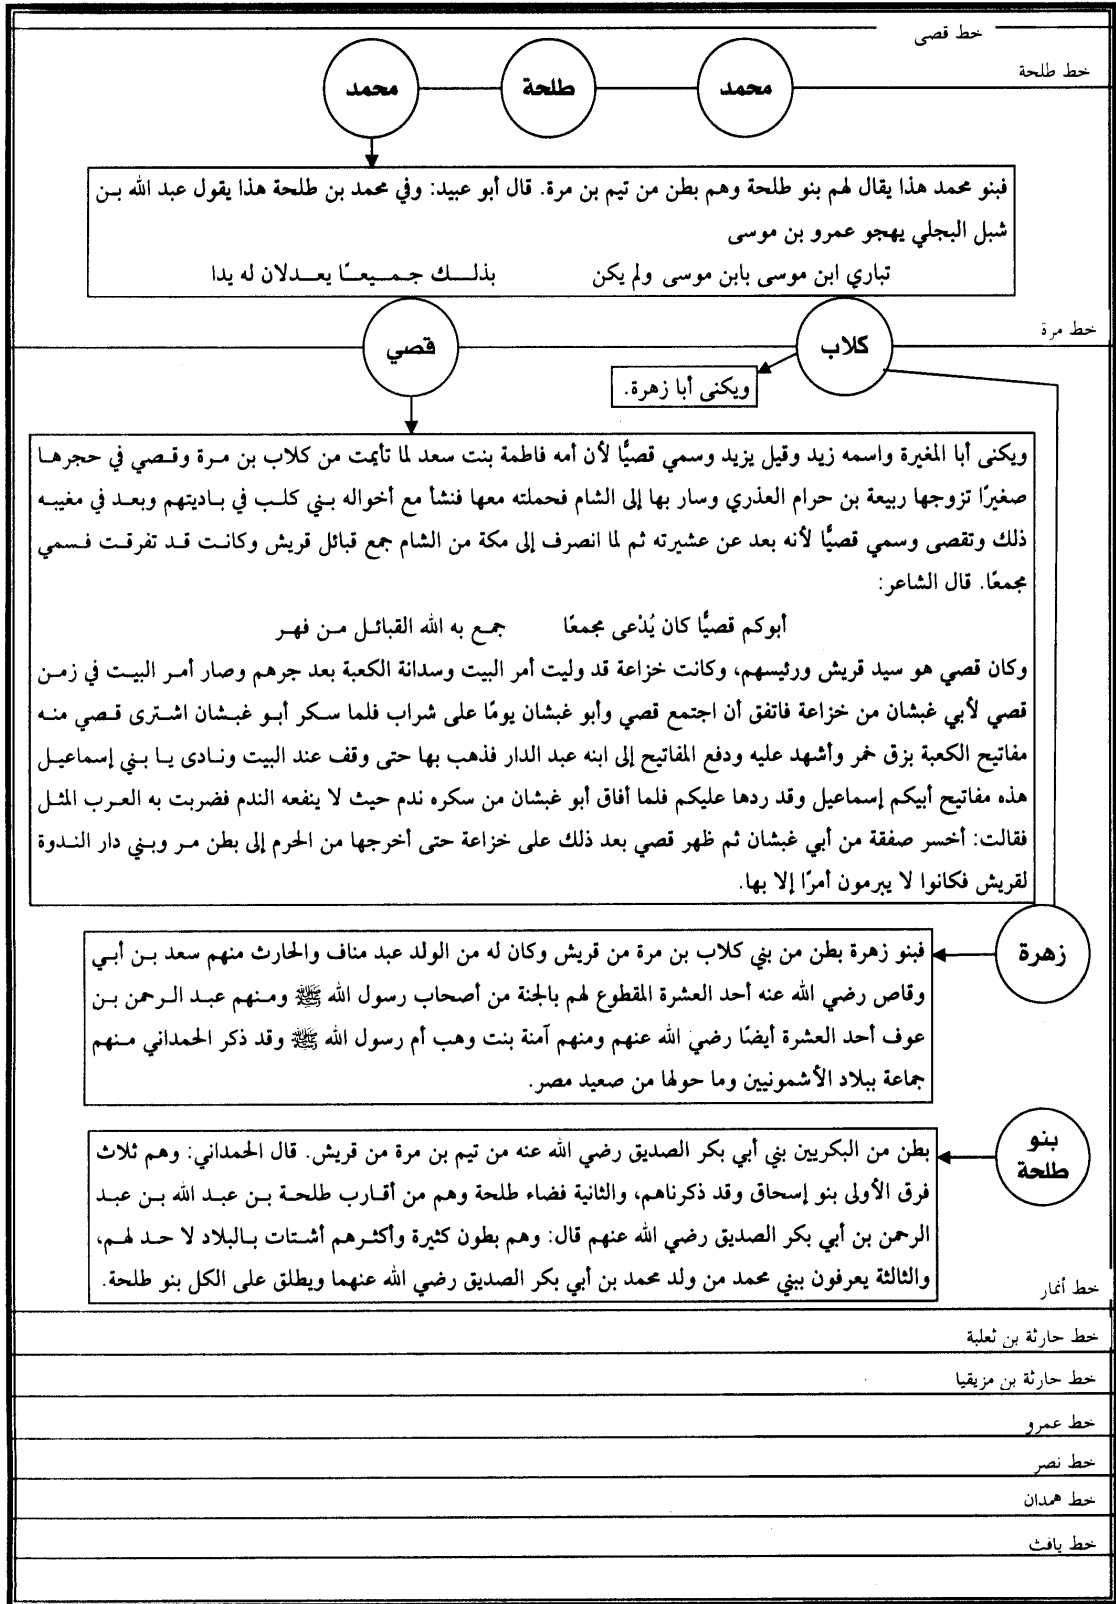 خط قصى
خط طلحة
محمد
طلحة
محمد
فبنو محمد هذا يقال لهم بنو طلحة وهم بطن من تيم بن مرة. قال أبو عبيد: وفي محمد بن طلحة هذا يقول عبد الله بن
شبل البجلي يهجو عمرو بن موسى
تباري ابن موسى بابن موسى ولم يكن بذلك جميعًا يعدلان له يدا
خط مرة
كلاب
قصي
ويكنى أبا زهرة.
ويكنى أبا المغيرة واسمه زيد وقيل يزيد وسمي قصيًّا لأن أمه فاطمة بنت سعد لما تأيمت من كلاب بن مرة وقصي في حجرها
صغيرًا تزوجها ربيعة بن حرام العذري وسار بها إلى الشام فحملته معها فنشأ مع أخواله بني كلب في باديتهم وبعد في مغيبه
ذلك وتقصى وسمي قصيًّا لأنه بعد عن عشيرته ثم لما انصرف إلى مكة من الشام جمع قبائل قريش وكانت قد تفرقت فسمي
مجمعًا. قال الشاعر:
أبوكم قصيًّا كان يُدْعى مجمعًا جمع به الله القبائل من فهر
وكان قصي هو سيد قريش ورئيسهم، وكانت خزاعة قد وليت أمر البيت وسدانة الكعبة بعد جرهم وصار أمر البيت في زمن
قصي لأبي غبشان من خزاعة فاتفق أن اجتمع قصي وأبو غبشان يومًا على شراب فلما سكر أبو غبشان اشترى قصي منه
مفاتيح الكعبة بزق خمر وأشهد عليه ودفع المفاتيح إلى ابنه عبد الدار فذهب بها حتى وقف عند البيت ونادى يا بني إسماعيل
هذه مفاتيح أبيكم إسماعيل وقد ردها عليكم فلما أفاق أبو غبشان من سكره ندم حيث لا ينفعه الندم فضربت به العرب المثل
فقالت: أخسر صفقة من أبي غبشان ثم ظهر قصي بعد ذلك على خزاعة حتى أخرجها من الحرم إلى بطن مر وبني دار الندوة
لقريش فكانوا لا يبرمون أمرًا إلا بها.
زهرة
فبنو زهرة بطن من بني كلاب بن مرة من قريش وكان له من الولد عبد مناف والحارث منهم سعد بن أبي
وقاص رضي الله عنه أحد العشرة المقطوع لهم بالجنة من أصحاب رسول الله ﷺ ومنهم عبد الرحمن بن
عوف أحد العشرة أيضًا رضي الله عنهم ومنهم آمنة بنت وهب أم رسول الله ﷺ وقد ذكر الحمداني منهم
جماعة ببلاد الأشمونيين وما حولها من صعيد مصر.
بنو
طلحة
بطن من البكريين بني أبي بكر الصديق رضي الله عنه من تيم بن مرة من قريش. قال الحمداني: وهم ثلاث
فرق الأولى بنو إسحاق وقد ذكرناهم، والثانية فضاء طلحة وهم من أقارب طلحة بن عبد الله بن عبد
الرحمن بن أبي بكر الصديق رضي الله عنهم قال: وهم بطون كثيرة وأكثرهم أشتات بالبلاد لا حد لهم،
والثالثة يعرفون ببني محمد من ولد محمد بن أبي بكر الصديق رضي الله عنهما ويطلق على الكل بنو طلحة.
خط أنمار
خط حارثة بن ثعلبة
خط حارثة بن مزيقيا
خط عمرو
خط نصر
خط همدان
خط يافث